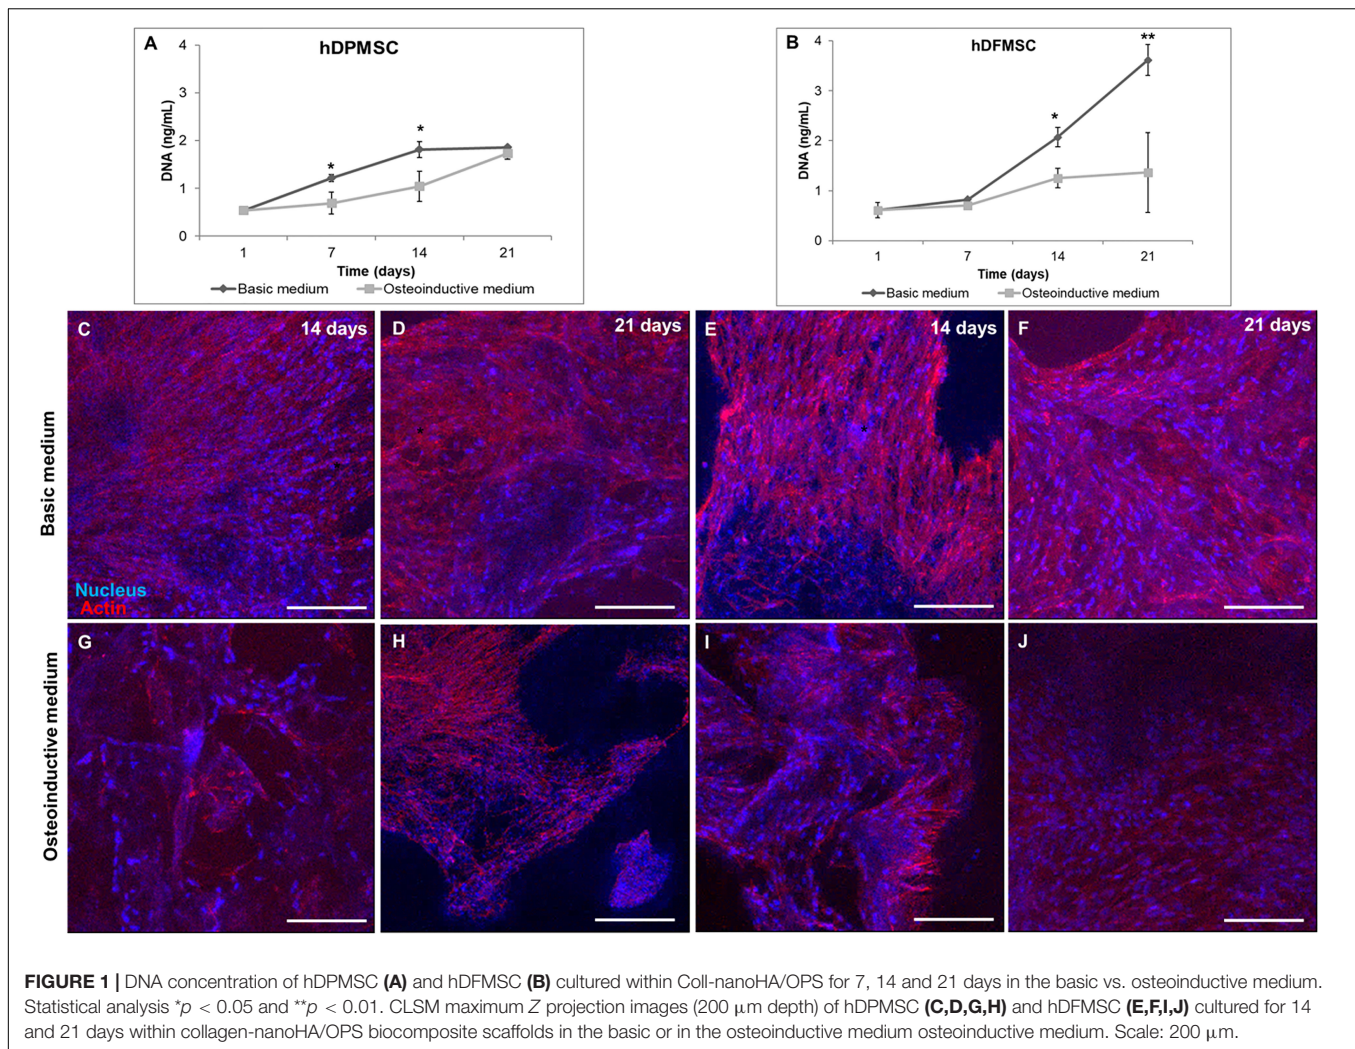 A
hDPMSC
4
3
2
1
0
DNA (ng/mL)
*
*
1
7
14
21
Time (days)
Basic medium
Osteoinductive medium
B
hDFMSC
4
3
2
1
0
DNA (ng/mL)
*
**
1
7
14
21
Time (days)
Basic medium
Osteoinductive medium
Basic medium
C
14 days
D
21 days
E
14 days
F
21 days
Nucleus
Actin
Osteoinductive medium
G
H
I
J
FIGURE 1 | DNA concentration of hDPMSC (A) and hDFMSC (B) cultured within Coll-nanoHA/OPS for 7, 14 and 21 days in the basic vs. osteoinductive medium.
Statistical analysis *p < 0.05 and **p < 0.01. CLSM maximum Z projection images (200 μm depth) of hDPMSC (C,D,G,H) and hDFMSC (E,F,I,J) cultured for 14
and 21 days within collagen-nanoHA/OPS biocomposite scaffolds in the basic or in the osteoinductive medium osteoinductive medium. Scale: 200 μm.